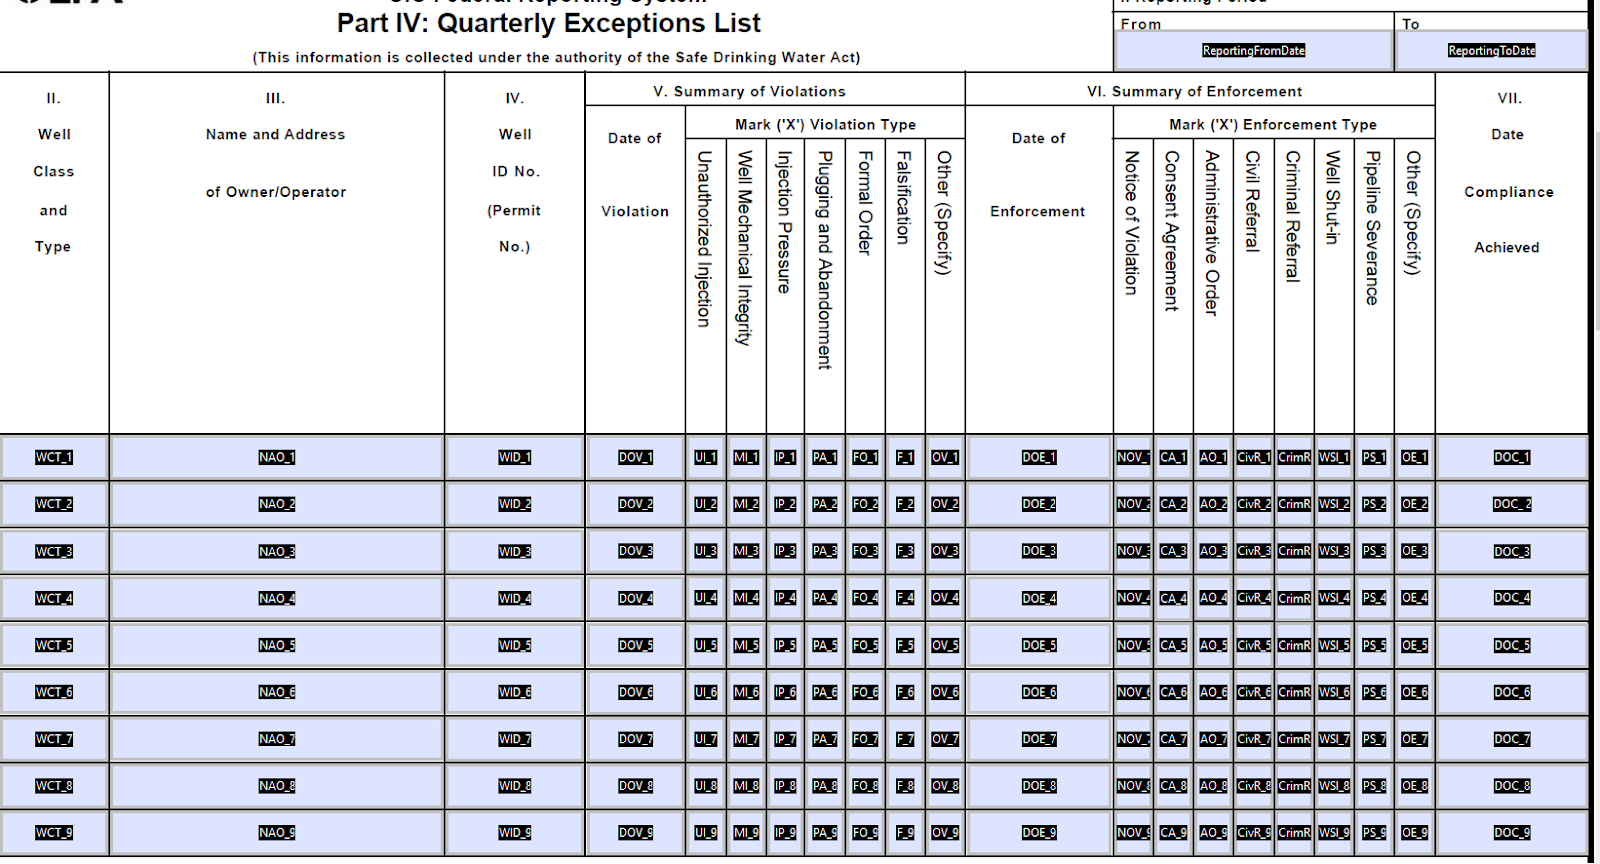 Part IV: Quarterly Exceptions List
(This information is collected under the authority of the Safe Drinking Water Act)
From To
ReportingFromDate ReportingToDate
II. Well Class and Type
III. Name and Address of Owner/Operator
IV. Well ID No. (Permit No.)
V. Summary of Violations
Date of Violation
Mark ('X') Violation Type
Unauthorized Injection
Well Mechanical Integrity
Injection Pressure
Plugging and Abandonment
Formal Order
Falsification
Other (Specify)
VI. Summary of Enforcement
Date of Enforcement
Mark ('X') Enforcement Type
Notice of Violation
Consent Agreement
Administrative Order
Civil Referral
Criminal Referral
Well Shut-in
Pipeline Severance
Other (Specify)
VII. Date Compliance Achieved
WCT_1 NAO_1 WID_1 DOV_1 UI_1 MI_1 IP_1 PA_1 FO_1 F_1 OV_1 DOE_1 NOV_1 CA_1 AO_1 CivR_1 CrimR WSI_1 PS_1 OE_1 DOC_1
WCT_2 NAO_2 WID_2 DOV_2 UI_2 MI_2 IP_2 PA_2 FO_2 F_2 OV_2 DOE_2 NOV_2 CA_2 AO_2 CivR_2 CrimR WSI_2 PS_2 OE_2 DOC_2
WCT_3 NAO_3 WID_3 DOV_3 UI_3 MI_3 IP_3 PA_3 FO_3 F_3 OV_3 DOE_3 NOV_3 CA_3 AO_3 CivR_3 CrimR WSI_3 PS_3 OE_3 DOC_3
WCT_4 NAO_4 WID_4 DOV_4 UI_4 MI_4 IP_4 PA_4 FO_4 F_4 OV_4 DOE_4 NOV_4 CA_4 AO_4 CivR_4 CrimR WSI_4 PS_4 OE_4 DOC_4
WCT_5 NAO_5 WID_5 DOV_5 UI_5 MI_5 IP_5 PA_5 FO_5 F_5 OV_5 DOE_5 NOV_5 CA_5 AO_5 CivR_5 CrimR WSI_5 PS_5 OE_5 DOC_5
WCT_6 NAO_6 WID_6 DOV_6 UI_6 MI_6 IP_6 PA_6 FO_6 F_6 OV_6 DOE_6 NOV_6 CA_6 AO_6 CivR_6 CrimR WSI_6 PS_6 OE_6 DOC_6
WCT_7 NAO_7 WID_7 DOV_7 UI_7 MI_7 IP_7 PA_7 FO_7 F_7 OV_7 DOE_7 NOV_7 CA_7 AO_7 CivR_7 CrimR WSI_7 PS_7 OE_7 DOC_7
WCT_8 NAO_8 WID_8 DOV_8 UI_8 MI_8 IP_8 PA_8 FO_8 F_8 OV_8 DOE_8 NOV_8 CA_8 AO_8 CivR_8 CrimR WSI_8 PS_8 OE_8 DOC_8
WCT_9 NAO_9 WID_9 DOV_9 UI_9 MI_9 IP_9 PA_9 FO_9 F_9 OV_9 DOE_9 NOV_9 CA_9 AO_9 CivR_9 CrimR WSI_9 PS_9 OE_9 DOC_9